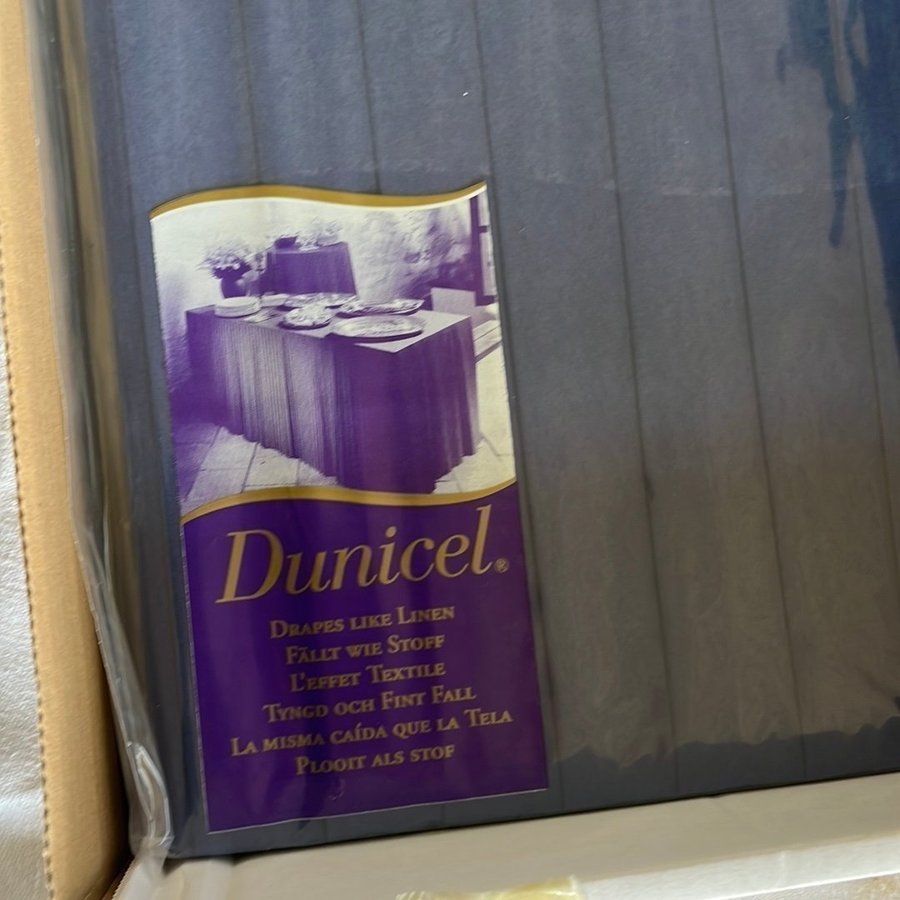 Dunicel®
Drapes like Linen
Fällt wie Stoff
L'effet Textile
Tyngd och Fint Fall
La misma caída que la Tela
Plooit als stof